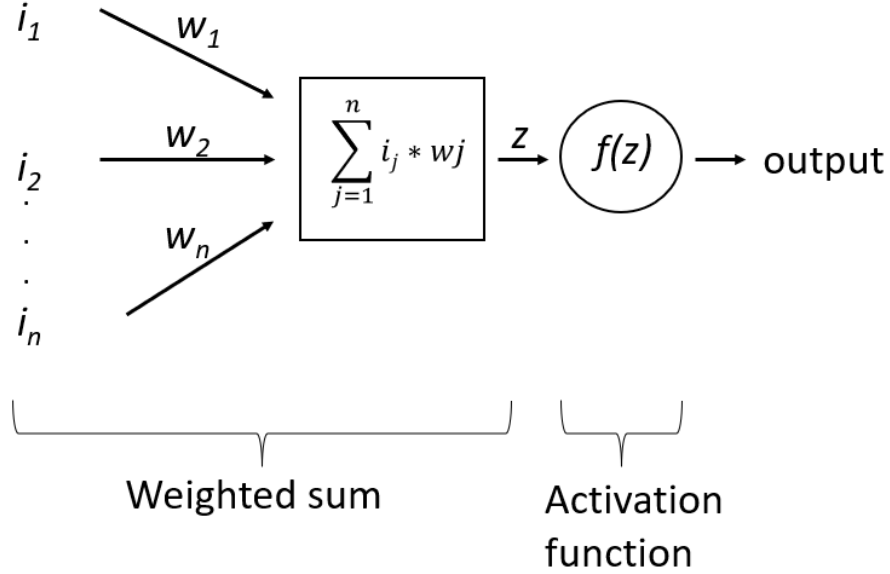 i₁
w₁
i₂
w₂
.
.
.
iₙ
wₙ
n
∑ iⱼ * wj
j=1
z
f(z)
output
Weighted sum
Activation
function